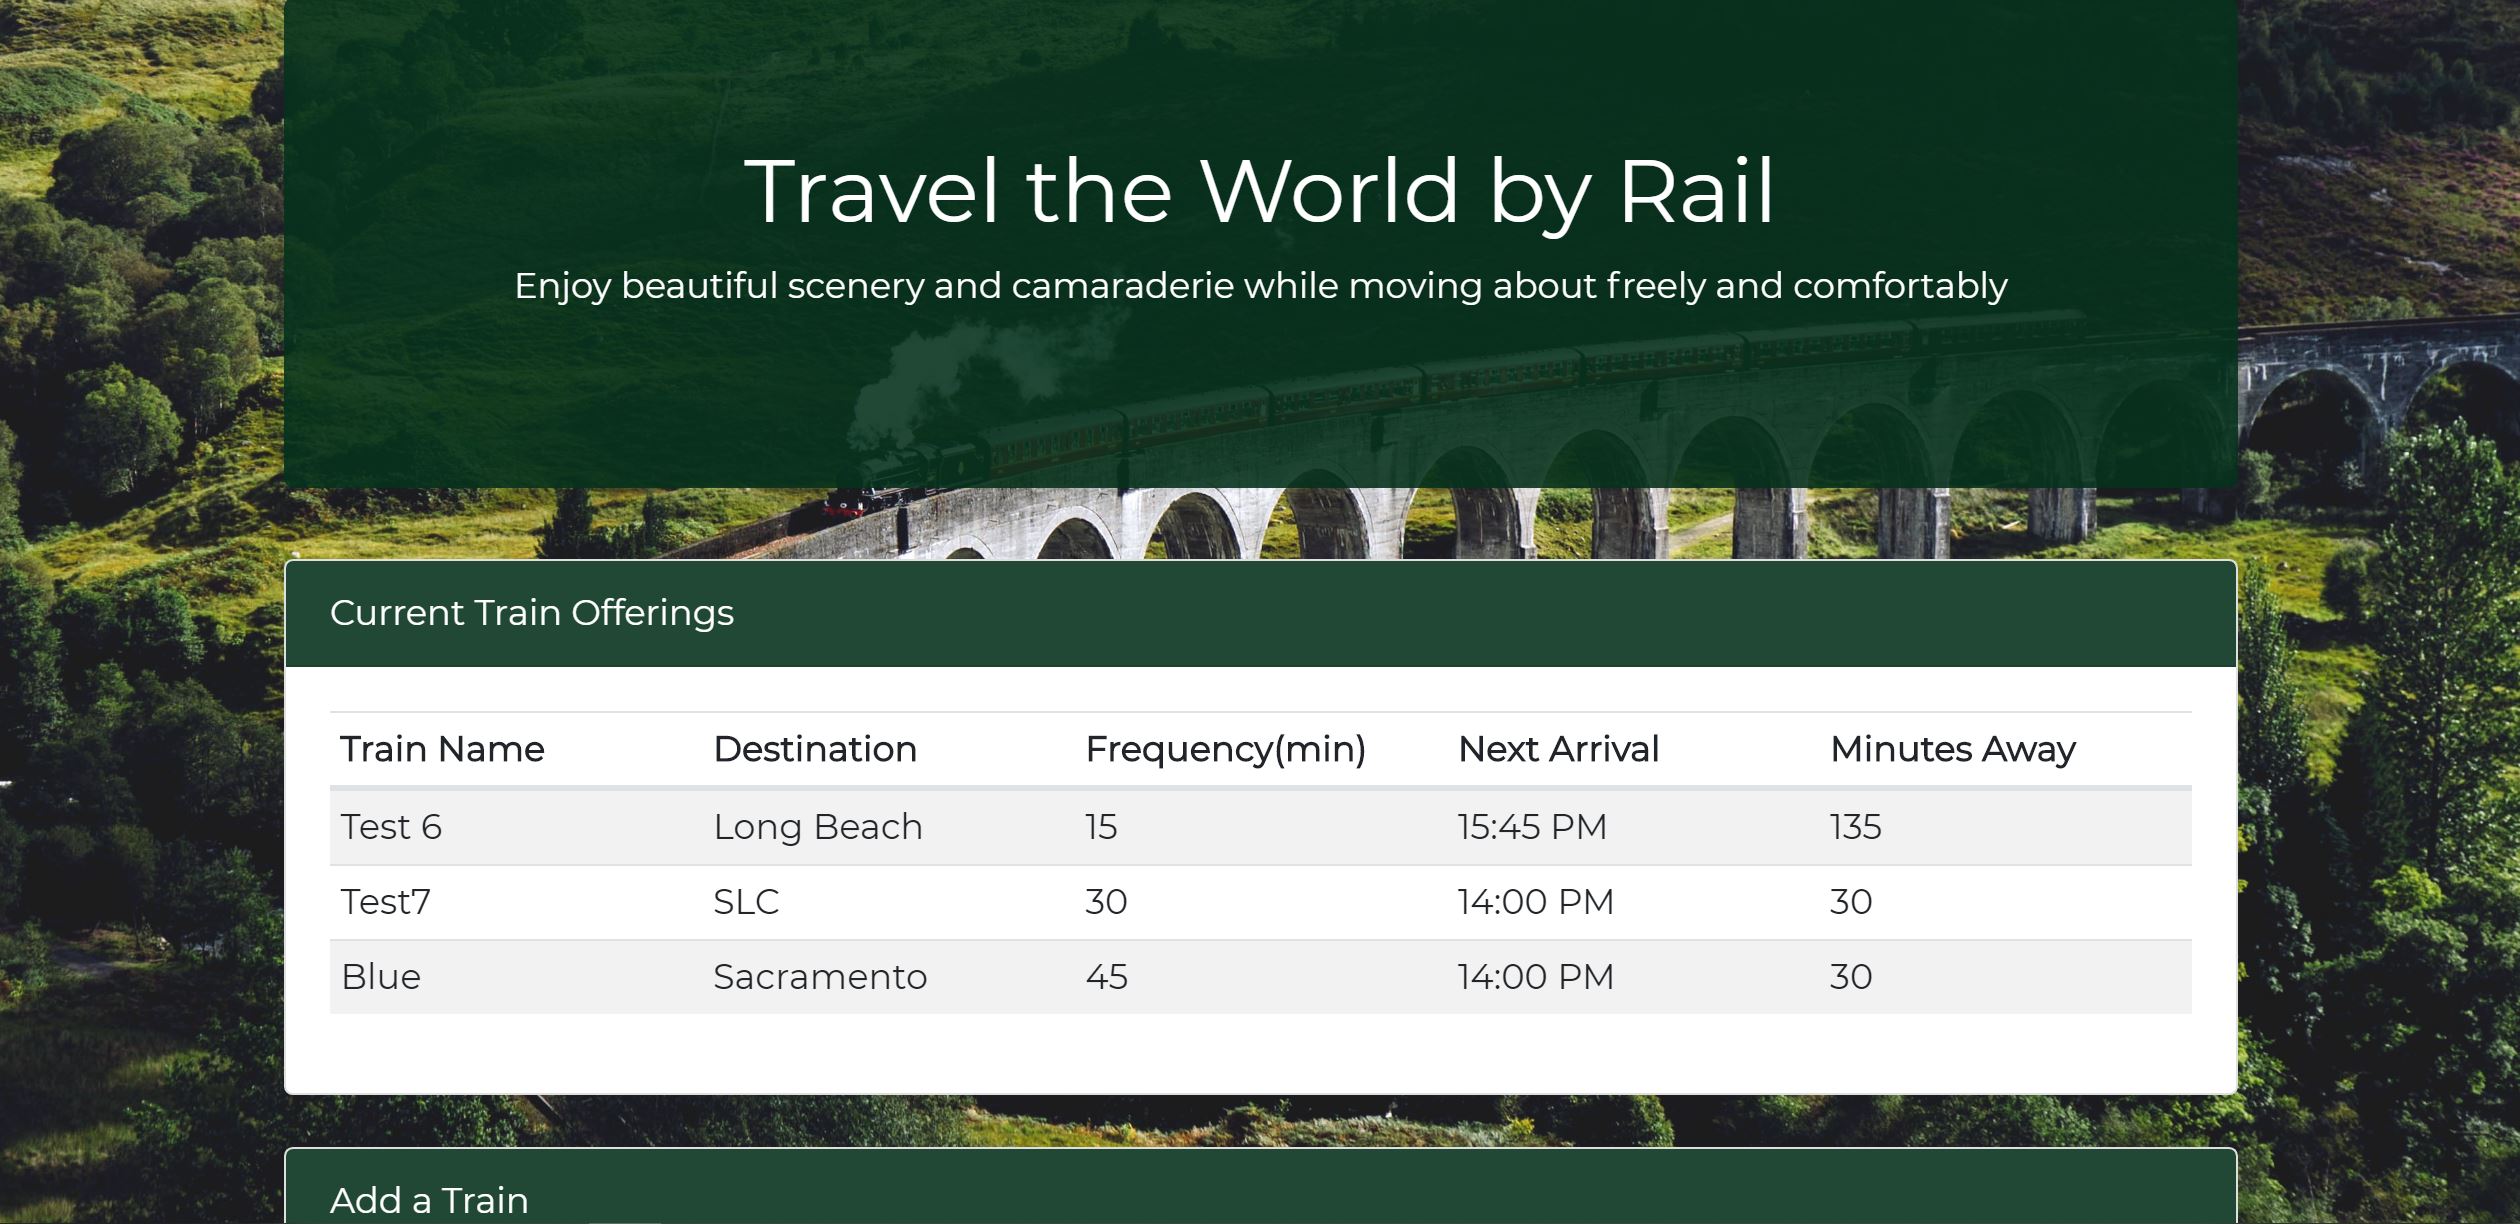 Travel the World by Rail
Enjoy beautiful scenery and camaraderie while moving about freely and comfortably
Current Train Offerings
Train Name Destination Frequency(min) Next Arrival Minutes Away
Test 6 Long Beach 15 15:45 PM 135
Test7 SLC 30 14:00 PM 30
Blue Sacramento 45 14:00 PM 30
Add a Train